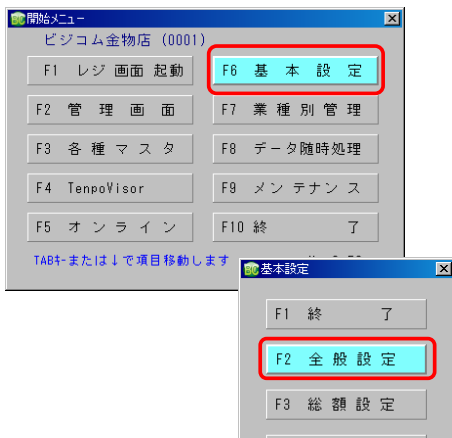 開始メニュー
ビジコム金物店 (0001)
F1 レジ画面起動
F6 基本設定
F2 管理画面
F7 業種別管理
F3 各種マスタ
F8 データ随時処理
F4 TenpoVisor
F9 メンテナンス
F5 オンライン
F10 終了
TABキーまたは↓で項目移動します
基本設定
F1 終了
F2 全般設定
F3 総額設定